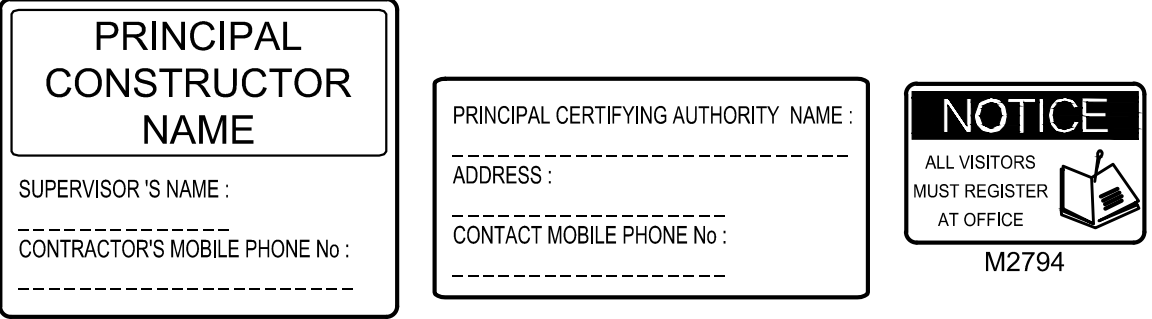 PRINCIPAL
CONSTRUCTOR
NAME
SUPERVISOR 'S NAME :
CONTRACTOR'S MOBILE PHONE No :
PRINCIPAL CERTIFYING AUTHORITY NAME :
ADDRESS :
CONTACT MOBILE PHONE No :
NOTICE
ALL VISITORS
MUST REGISTER
AT OFFICE
M2794